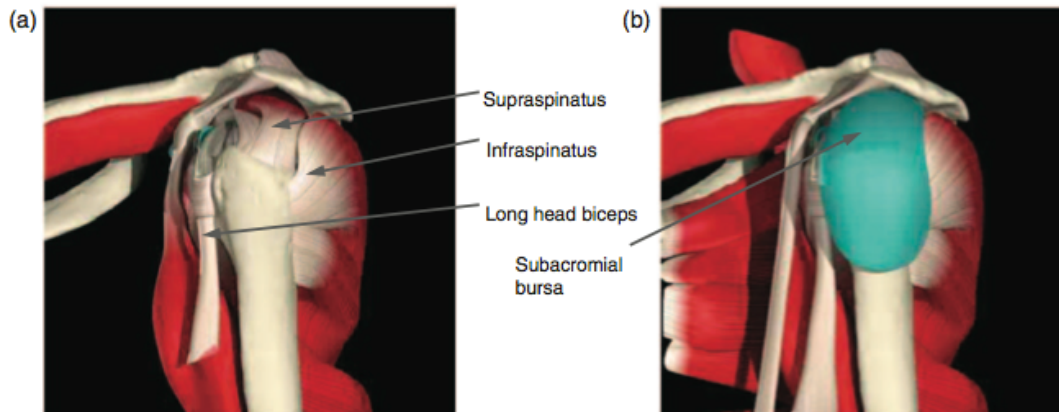 (a)
(b)
Supraspinatus
Infraspinatus
Long head biceps
Subacromial
bursa